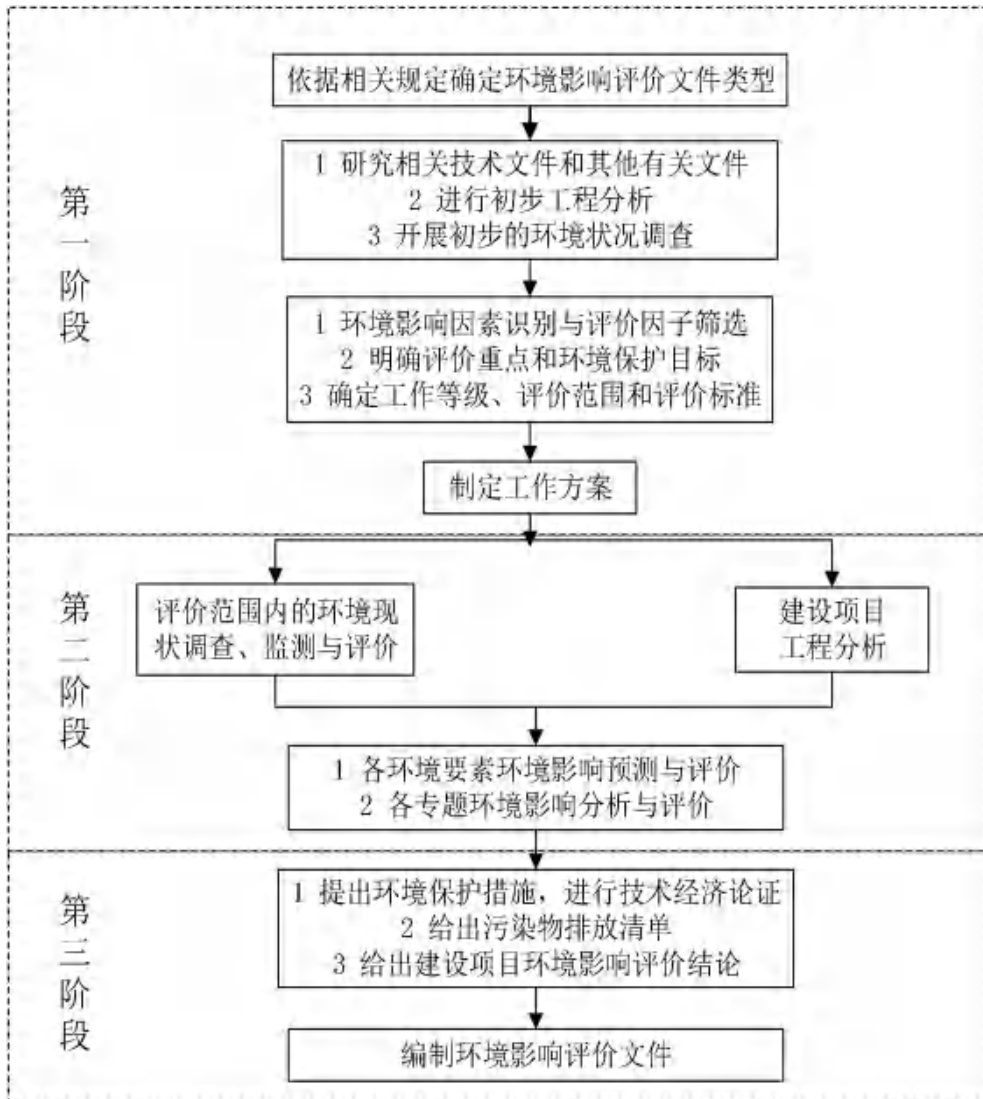 第一阶段
依据相关规定确定环境影响评价文件类型
1 研究相关技术文件和其他有关文件
2 进行初步工程分析
3 开展初步的环境状况调查
1 环境影响因素识别与评价因子筛选
2 明确评价重点和环境保护目标
3 确定工作等级、评价范围和评价标准
制定工作方案
第二阶段
评价范围内的环境现
状调查、监测与评价
建设项目
工程分析
1 各环境要素环境影响预测与评价
2 各专题环境影响分析与评价
第三阶段
1 提出环境保护措施，进行技术经济论证
2 给出污染物排放清单
3 给出建设项目环境影响评价结论
编制环境影响评价文件